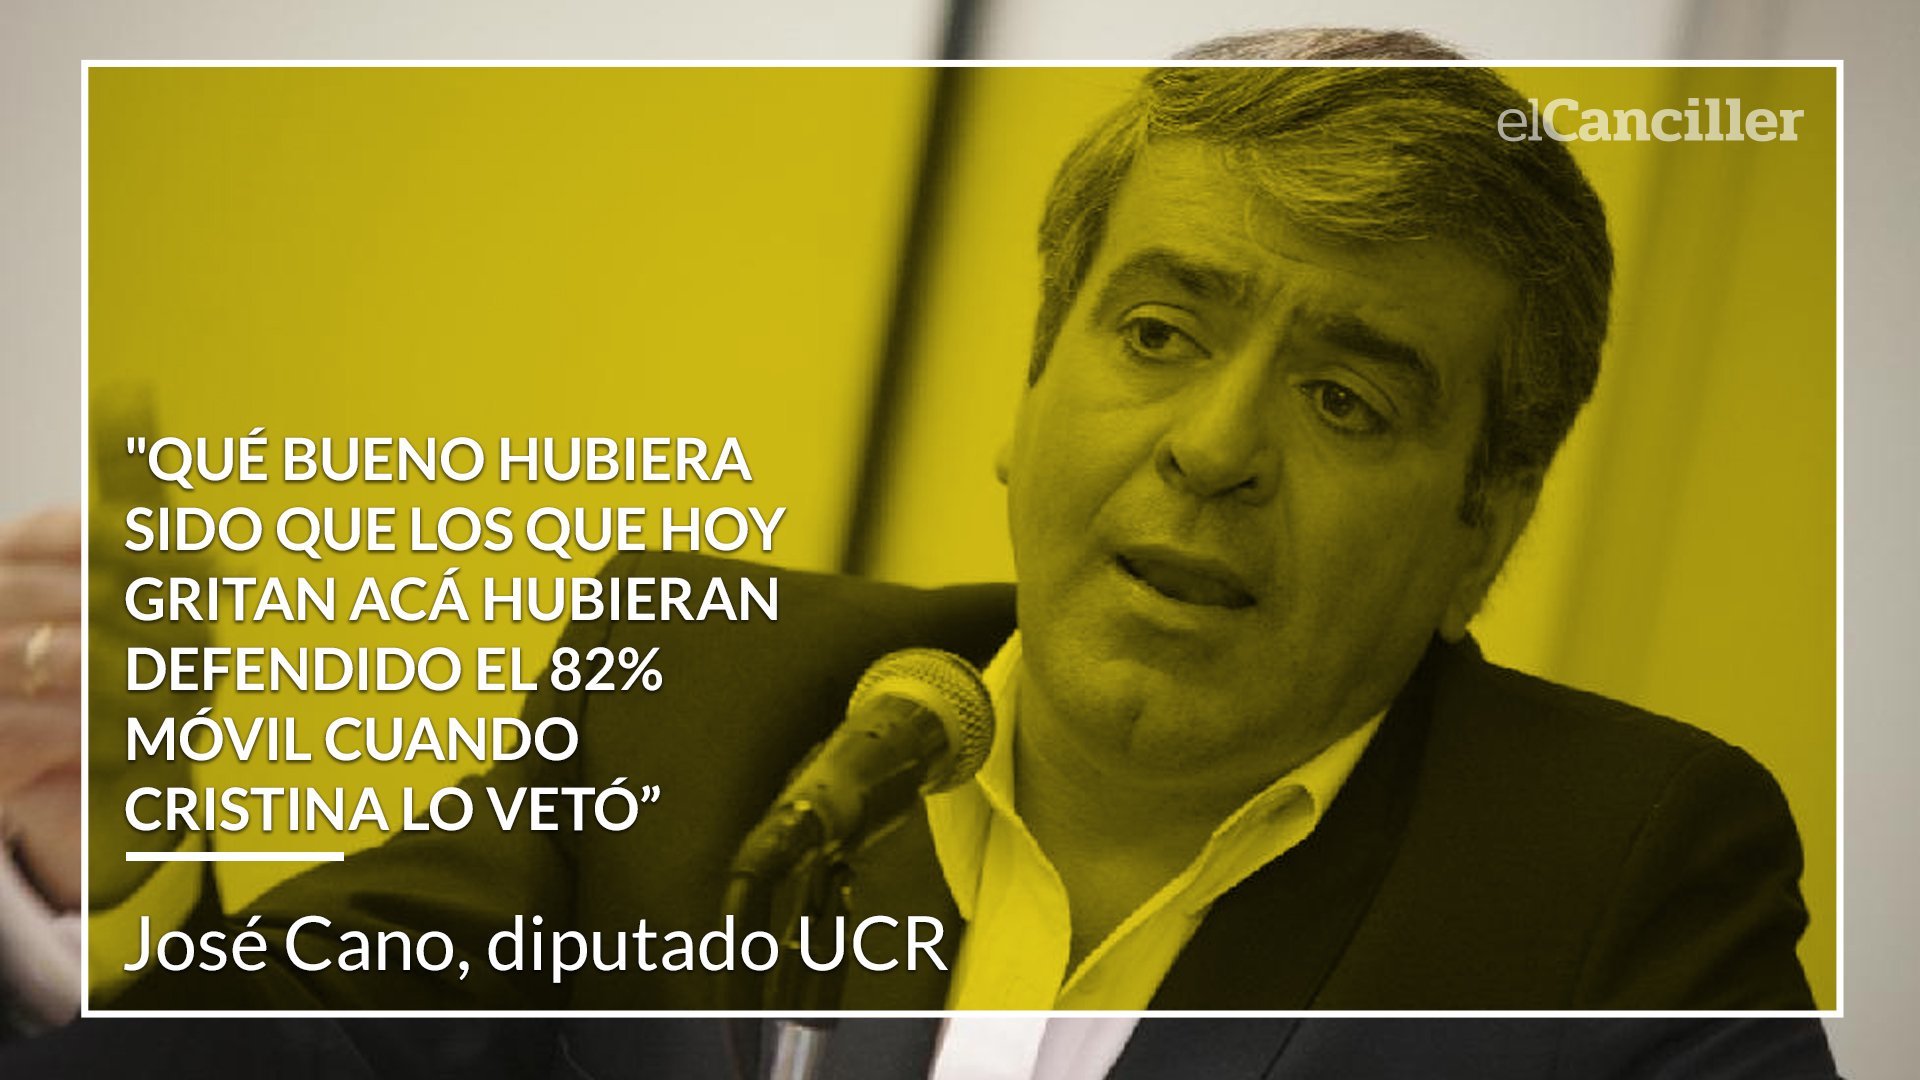 elCanciller
"QUÉ BUENO HUBIERA
SIDO QUE LOS QUE HOY
GRITAN ACÁ HUBIERAN
DEFENDIDO EL 82%
MÓVIL CUANDO
CRISTINA LO VETÓ”
José Cano, diputado UCR